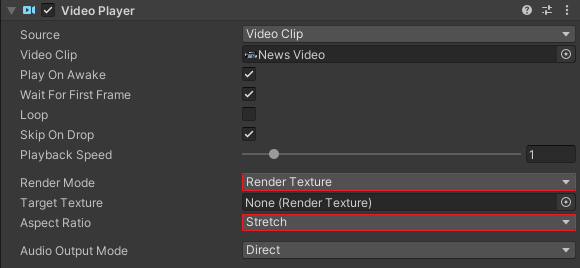 Video Player
Source Video Clip
Video Clip News Video
Play On Awake
Wait For First Frame
Loop
Skip On Drop
Playback Speed 1
Render Mode Render Texture
Target Texture None (Render Texture)
Aspect Ratio Stretch
Audio Output Mode Direct